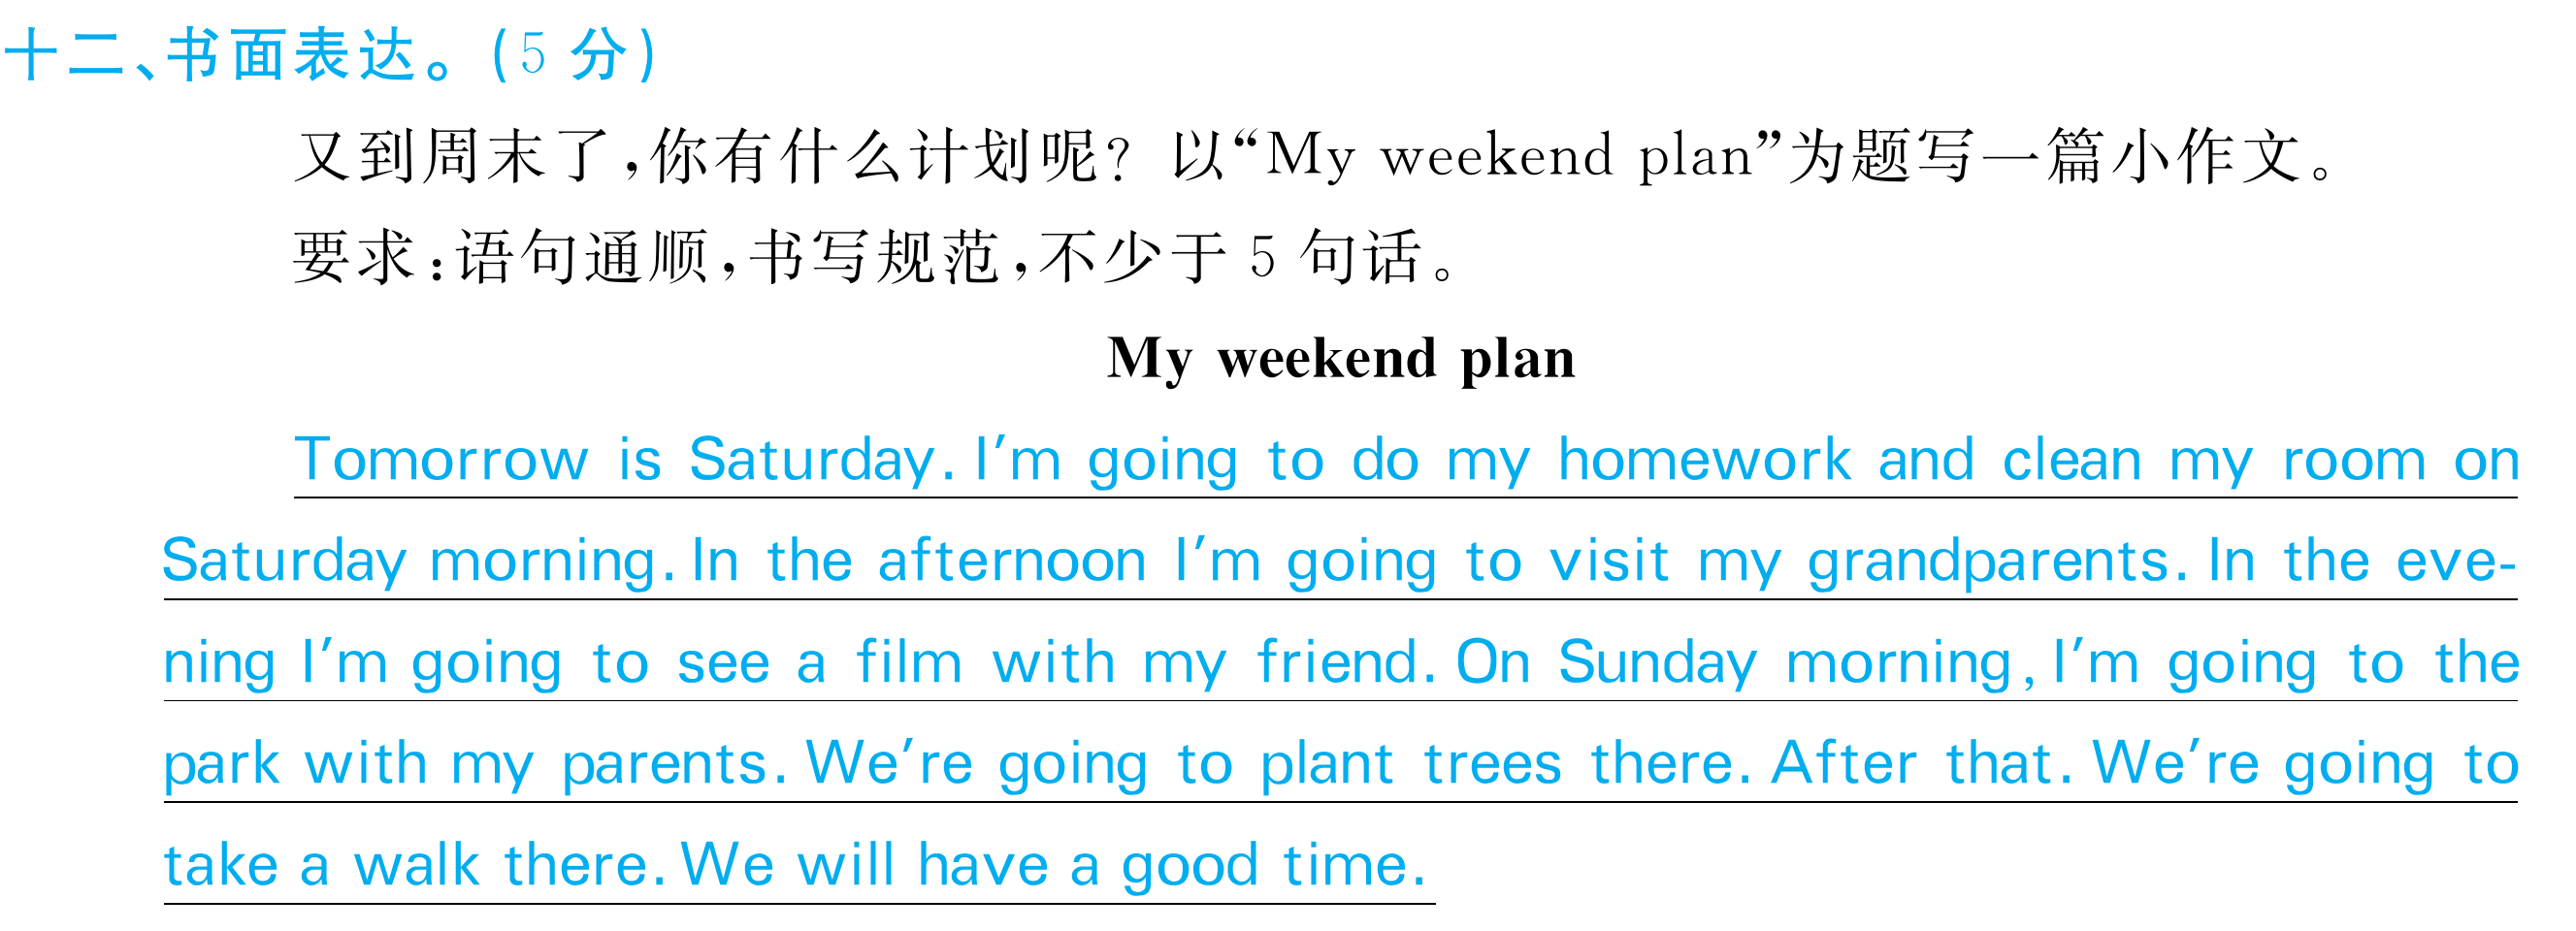 十二、书面表达。(5 分)
又到周末了,你有什么计划呢? 以“My weekend plan”为题写一篇小作文。
要求:语句通顺,书写规范,不少于 5 句话。
My weekend plan
Tomorrow is Saturday. I’m going to do my homework and clean my room on
Saturday morning. In the afternoon I’m going to visit my grandparents. In the eve-
ning I’m going to see a film with my friend. On Sunday morning, I’m going to the
park with my parents. We’re going to plant trees there. After that. We’re going to
take a walk there. We will have a good time.